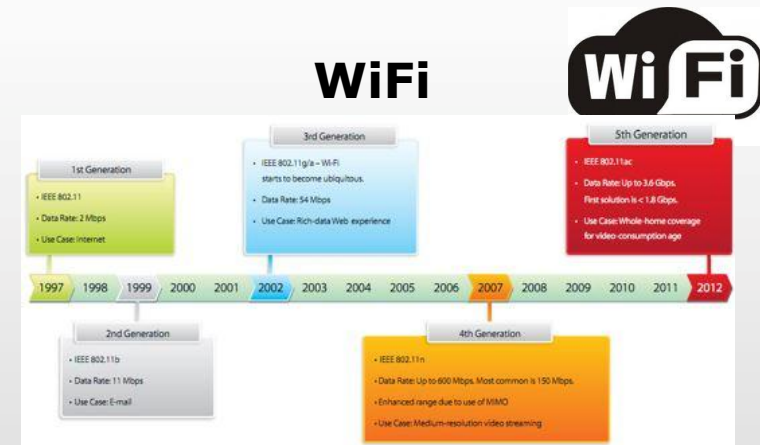 WiFi
Wi Fi
1st Generation
• IEEE 802.11
• Data Rate: 2 Mbps
• Use Case: Internet
3rd Generation
• IEEE 802.11g/a – Wi-Fi
starts to become ubiquitous.
• Data Rate: 54 Mbps
• Use Case: Rich-data Web experience
5th Generation
• IEEE 802.11ac
• Data Rate: Up to 3.6 Gbps.
First solution is < 1.8 Gbps.
• Use Case: Whole-home coverage
for video-consumption age
1997 1998 1999 2000 2001 2002 2003 2004 2005 2006 2007 2008 2009 2010 2011 2012
2nd Generation
• IEEE 802.11b
• Data Rate: 11 Mbps
• Use Case: E-mail
4th Generation
• IEEE 802.11n
• Data Rate: Up to 600 Mbps. Most common is 150 Mbps.
• Enhanced range due to use of MIMO
• Use Case: Medium-resolution video streaming